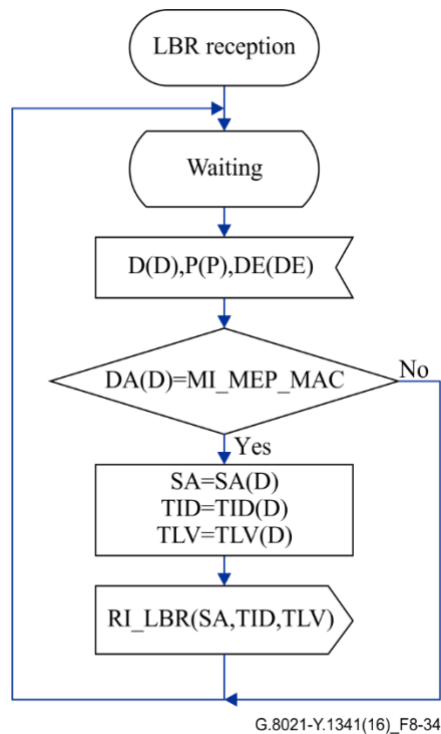 LBR reception
Waiting
D(D),P(P),DE(DE)
DA(D)=MI_MEP_MAC
No
Yes
SA=SA(D)
TID=TID(D)
TLV=TLV(D)
RI_LBR(SA,TID,TLV)
G.8021-Y.1341(16)_F8-34